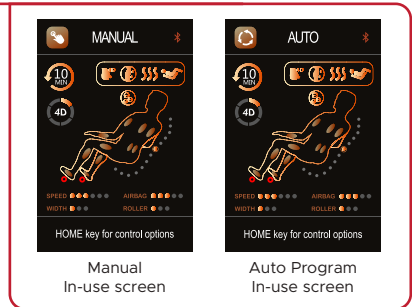 MANUAL
10
MIN
4D
SPEED
AIRBAG
WIDTH
ROLLER
HOME key for control options
Manual
In-use screen
AUTO
10
MIN
4D
SPEED
AIRBAG
WIDTH
ROLLER
HOME key for control options
Auto Program
In-use screen